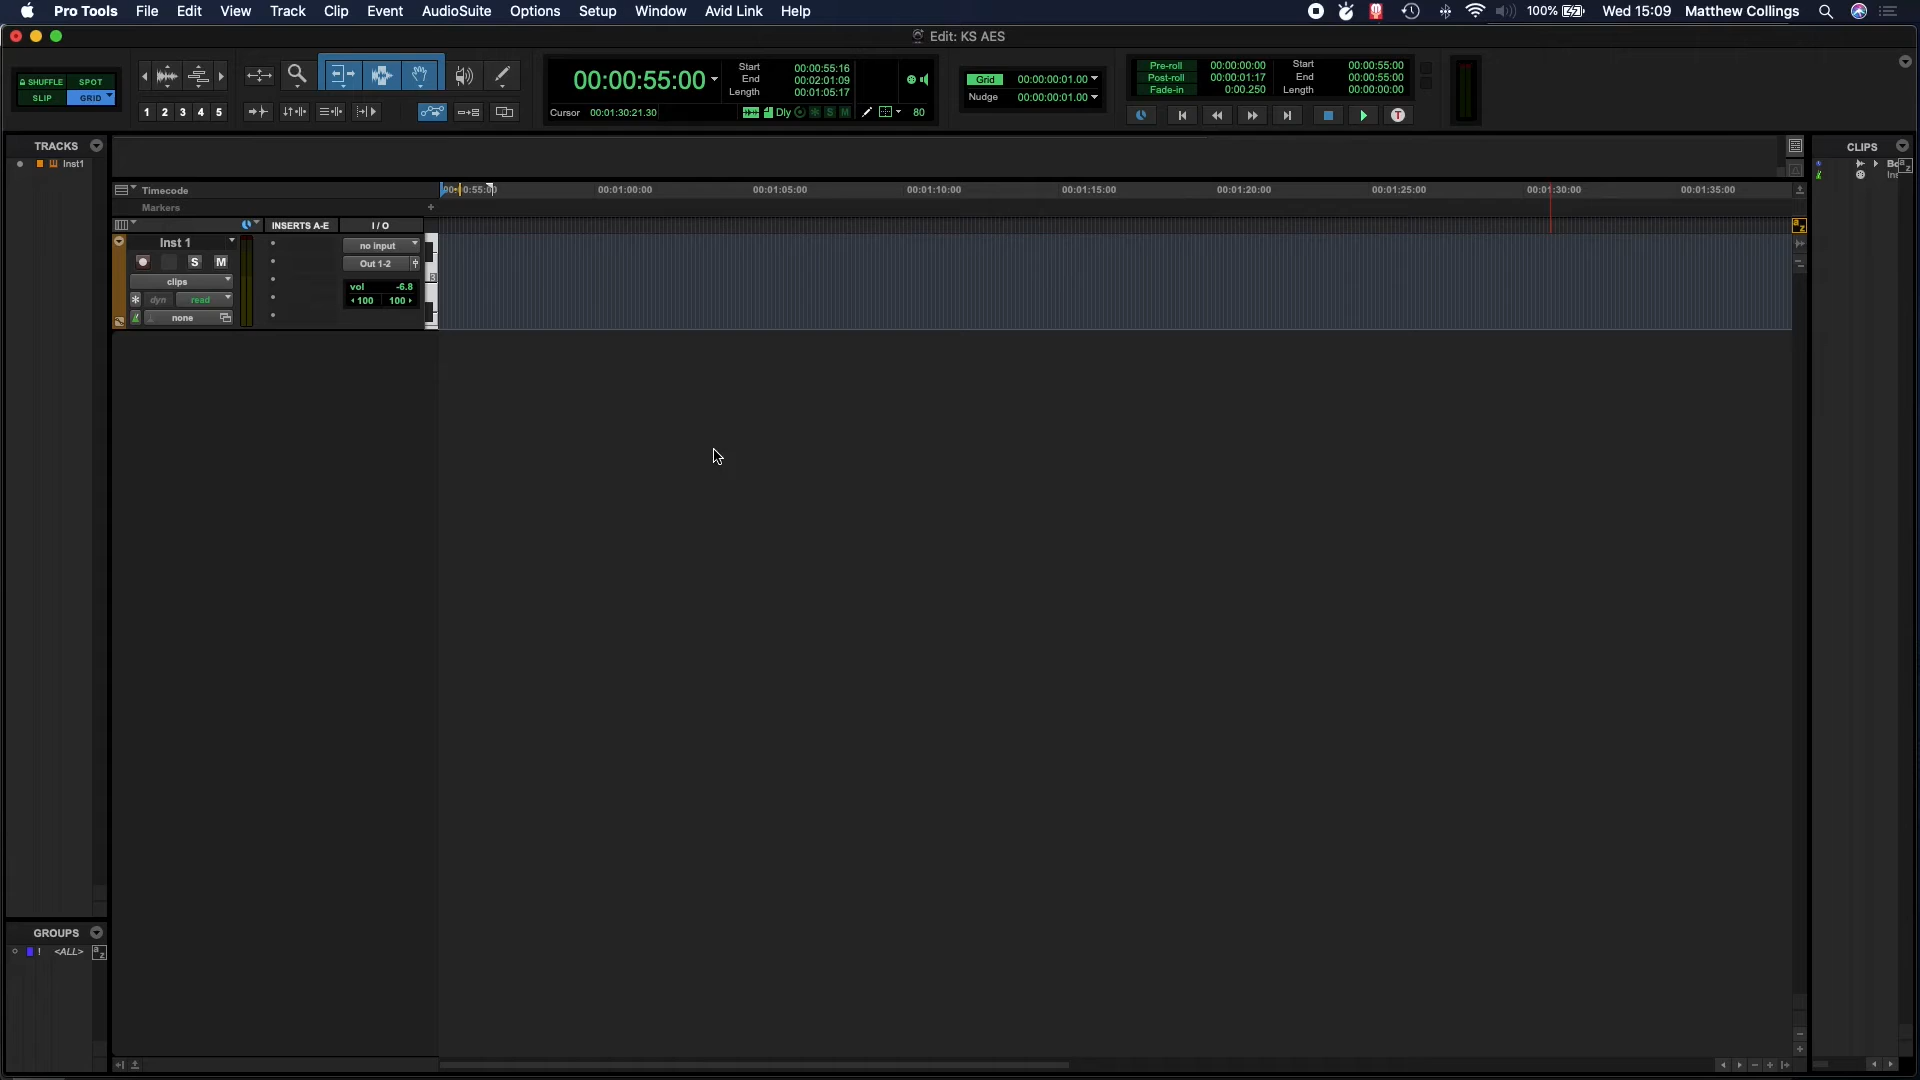 Pro Tools File Edit View Track Clip Event AudioSuite Options Setup Window Avid Link Help 100% Wed 15:09 Matthew Collings
Edit: KS AES
SHUFFLE SPOT
SLIP GRID
1 2 3 4 5
00:00:55:00
Start 00:00:55:16
End 00:02:01:09
Length 00:01:05:17
Cursor 00:01:30:21.30 Dly S M 80
Grid 00:00:00:01.00
Nudge 00:00:00:01.00
Pre-roll 00:00:00:00 Start 00:00:55:00
Post-roll 00:00:01:17 End 00:00:55:00
Fade-in 0:00.250 Length 00:00:00:00
T
TRACKS
Inst1
CLIPS
Timecode 00:01:00:00 00:01:05:00 00:01:10:00 00:01:15:00 00:01:20:00 00:01:25:00 00:01:30:00 00:01:35:00
Markers
INSERTS A-E I / O
Inst 1 no input
S M Out 1-2
clips vol -6.8
dyn read 100 100
none
GROUPS
! <ALL> a z